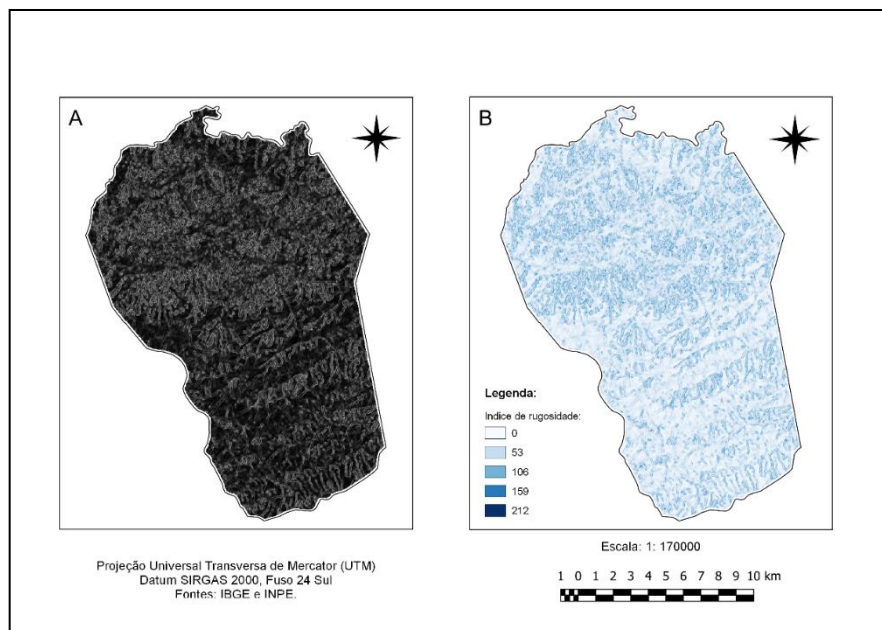 A
B
Legenda:
Indice de rugosidade:
0
53
106
159
212
Projeção Universal Transversa de Mercator (UTM)
Datum SIRGAS 2000, Fuso 24 Sul
Fontes: IBGE e INPE.
Escala: 1: 170000
1 0 1 2 3 4 5 6 7 8 9 10 km